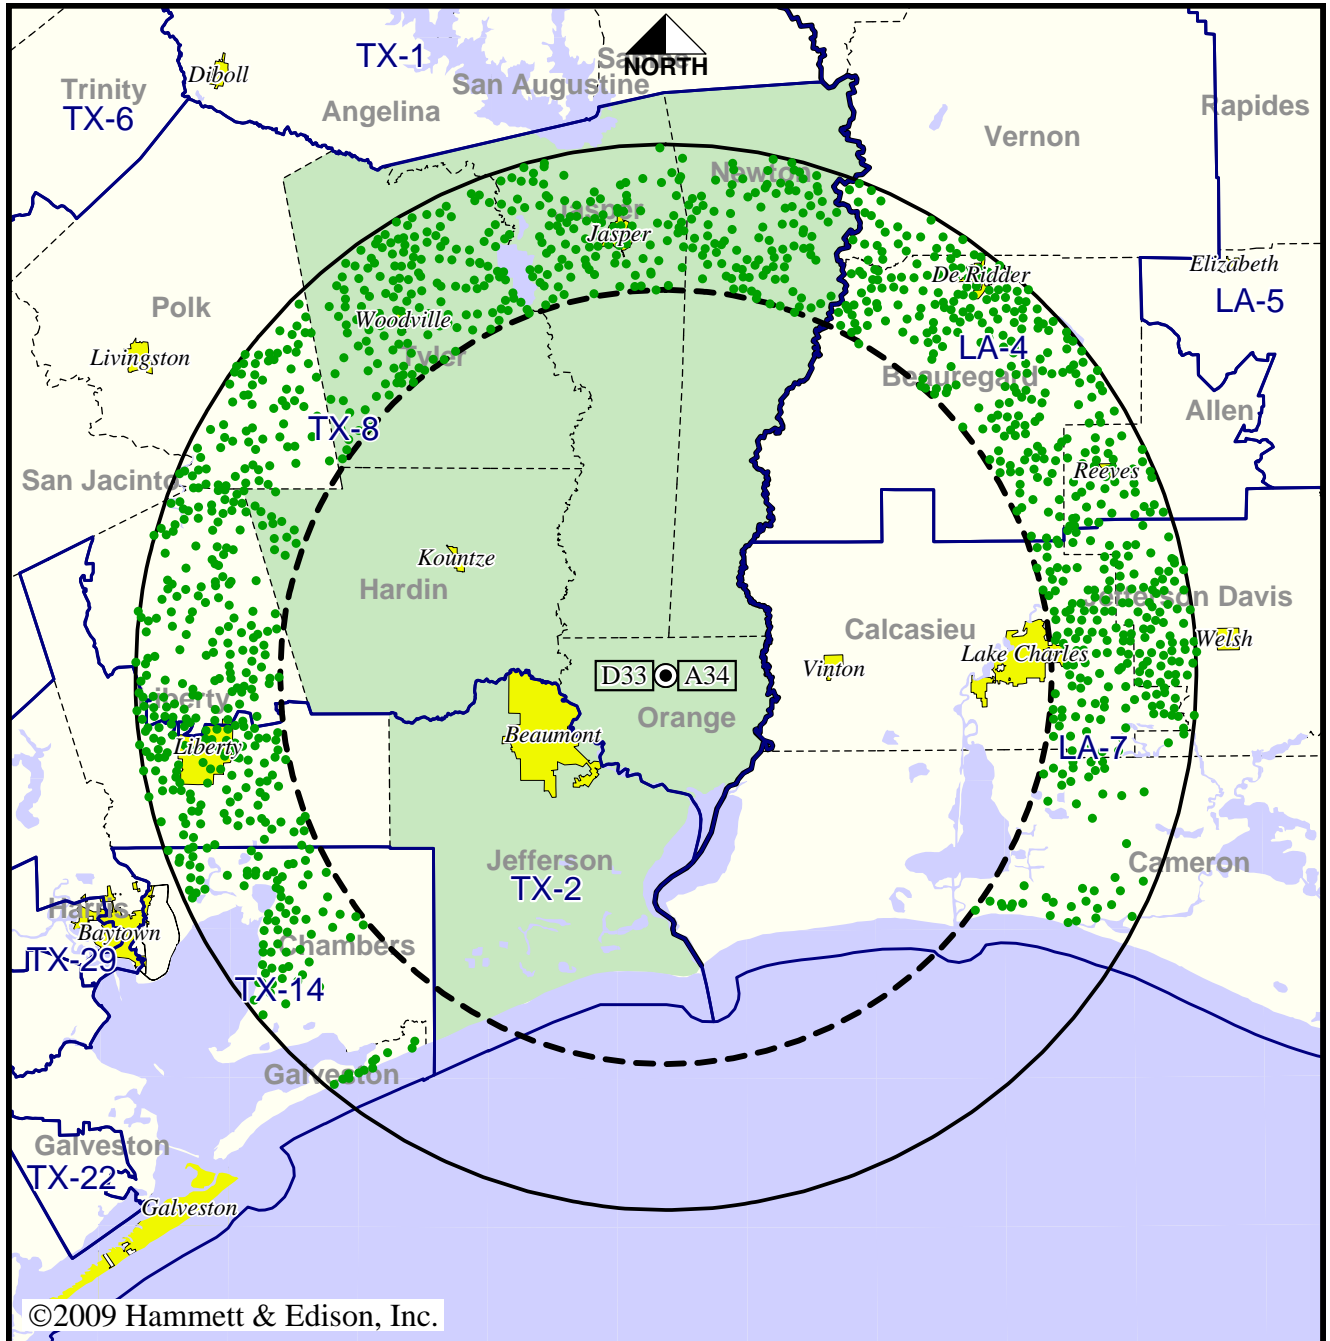 TX-1
Diboll
Sabine
NORTH
San Augustine
Trinity
TX-6
Angelina
Rapides
Vernon
Newton
Jasper
Jasper
De Ridder
Elizabeth
LA-5
Polk
Woodville
Livingston
Tyler
LA-4
Beauregard
Allen
TX-8
Reeves
San Jacinto
Kountze
Hardin
Jefferson Davis
Calcasieu
Welsh
Lake Charles
Vinton
D33
A34
Liberty
Orange
Beaumont
Liberty
LA-7
Jefferson
TX-2
Cameron
Harris
Baytown
Chambers
TX-29
TX-14
Galveston
Galveston
TX-22
Galveston
©2009 Hammett & Edison, Inc.